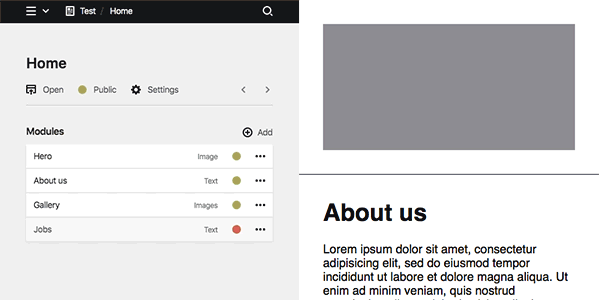 Test / Home
Home
Open
Public
Settings
Modules
Add
Hero Image
About us Text
Gallery Images
Jobs Text
About us
Lorem ipsum dolor sit amet, consectetur
adipisicing elit, sed do eiusmod tempor
incididunt ut labore et dolore magna aliqua. Ut
enim ad minim veniam, quis nostrud